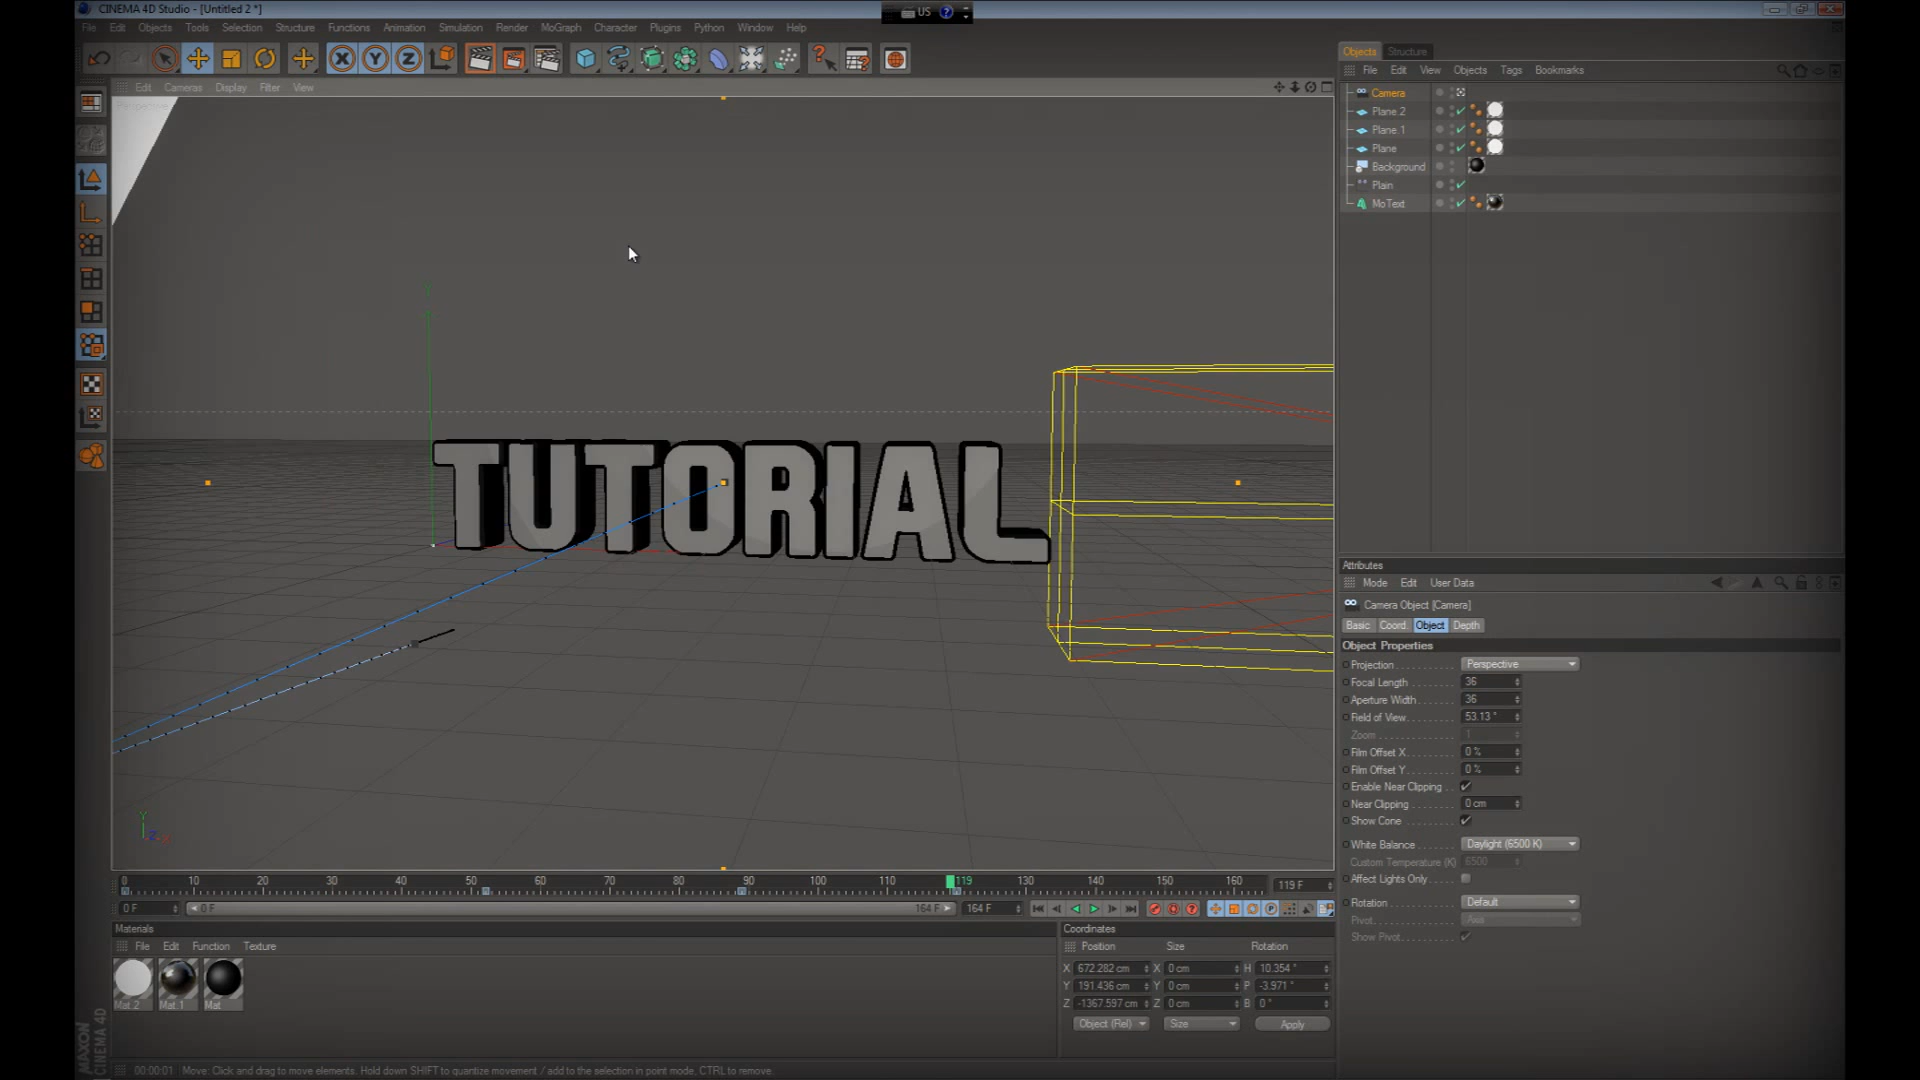 CINEMA 4D Studio - [Untitled 2 *]
US
File Edit Objects Tools Selection Structure Functions Animation Simulation Render MoGraph Character Plugins Python Window Help
Objects Structure
File Edit View Objects Tags Bookmarks
Edit Cameras Display Filter View
Perspective
Camera
Plane.2
Plane.1
Plane
Background
Plain
MoText
Y
TUTORIAL
Attributes
Mode Edit User Data
Camera Object [Camera]
Basic Coord. Object Depth
Object Properties
Projection Perspective
Focal Length 36
Aperture Width 36
Field of View 53.13 °
Zoom 1
Film Offset X 0 %
Film Offset Y 0 %
Enable Near Clipping
Near Clipping 0 cm
Show Cone
White Balance Daylight (6500 K)
Custom Temperature (K) 6500
Affect Lights Only
Rotation Default
Pivot Axis
Show Pivot
Y
Z X
0 10 20 30 40 50 60 70 80 90 100 110 119 130 140 150 160 119 F
0 F 0 F 164 F 164 F
Materials
File Edit Function Texture
Mat.2 Mat.1 Mat
Coordinates
Position Size Rotation
X 672.282 cm X 0 cm H 10.354 °
Y 191.436 cm Y 0 cm P -3.971 °
Z -1367.597 cm Z 0 cm B 0 °
Object (Rel) Size Apply
MAXON
CINEMA 4D
00:00:01 Move: Click and drag to move elements. Hold down SHIFT to quantize movement / add to the selection in point mode, CTRL to remove.